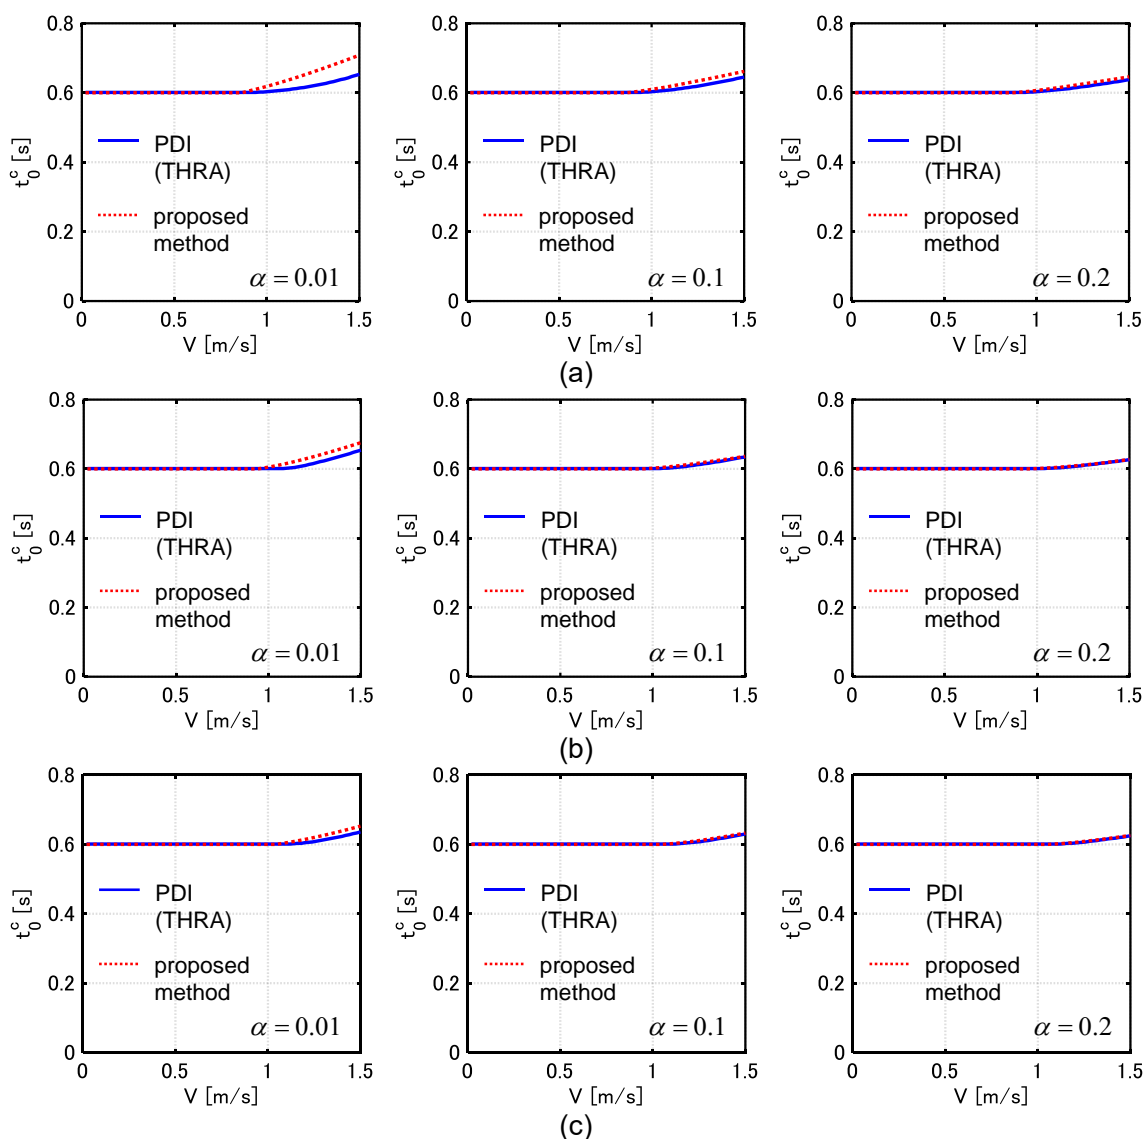 0.8
0.6
0.4
0.2
0
t₀ᶜ [s]
PDI
(THRA)
proposed
method
α = 0.01
0 0.5 1 1.5
V [m/s]
0.8
0.6
0.4
0.2
0
t₀ᶜ [s]
PDI
(THRA)
proposed
method
α = 0.1
0 0.5 1 1.5
V [m/s]
0.8
0.6
0.4
0.2
0
t₀ᶜ [s]
PDI
(THRA)
proposed
method
α = 0.2
0 0.5 1 1.5
V [m/s]
(a)
0.8
0.6
0.4
0.2
0
t₀ᶜ [s]
PDI
(THRA)
proposed
method
α = 0.01
0 0.5 1 1.5
V [m/s]
0.8
0.6
0.4
0.2
0
t₀ᶜ [s]
PDI
(THRA)
proposed
method
α = 0.1
0 0.5 1 1.5
V [m/s]
0.8
0.6
0.4
0.2
0
t₀ᶜ [s]
PDI
(THRA)
proposed
method
α = 0.2
0 0.5 1 1.5
V [m/s]
(b)
0.8
0.6
0.4
0.2
0
t₀ᶜ [s]
PDI
(THRA)
proposed
method
α = 0.01
0 0.5 1 1.5
V [m/s]
0.8
0.6
0.4
0.2
0
t₀ᶜ [s]
PDI
(THRA)
proposed
method
α = 0.1
0 0.5 1 1.5
V [m/s]
0.8
0.6
0.4
0.2
0
t₀ᶜ [s]
PDI
(THRA)
proposed
method
α = 0.2
0 0.5 1 1.5
V [m/s]
(c)